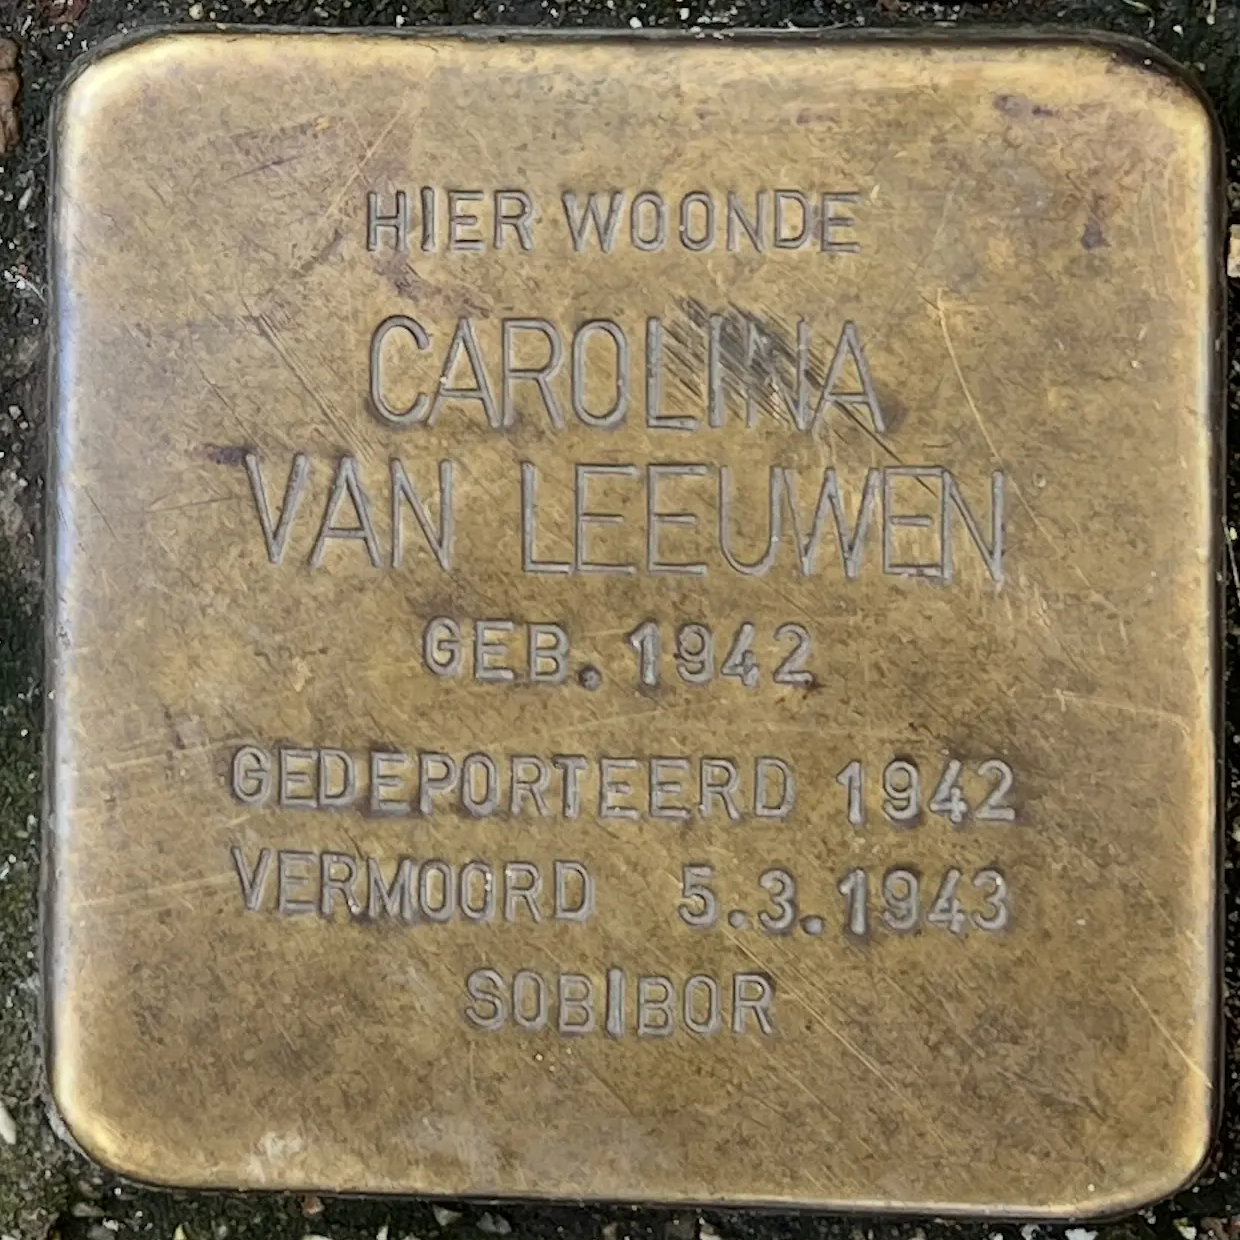 HIER WOONDE
CAROLINA
VAN LEEUWEN
GEB. 1942
GEDEPORTEERD 1942
VERMOORD 5.3.1943
SOBIBOR